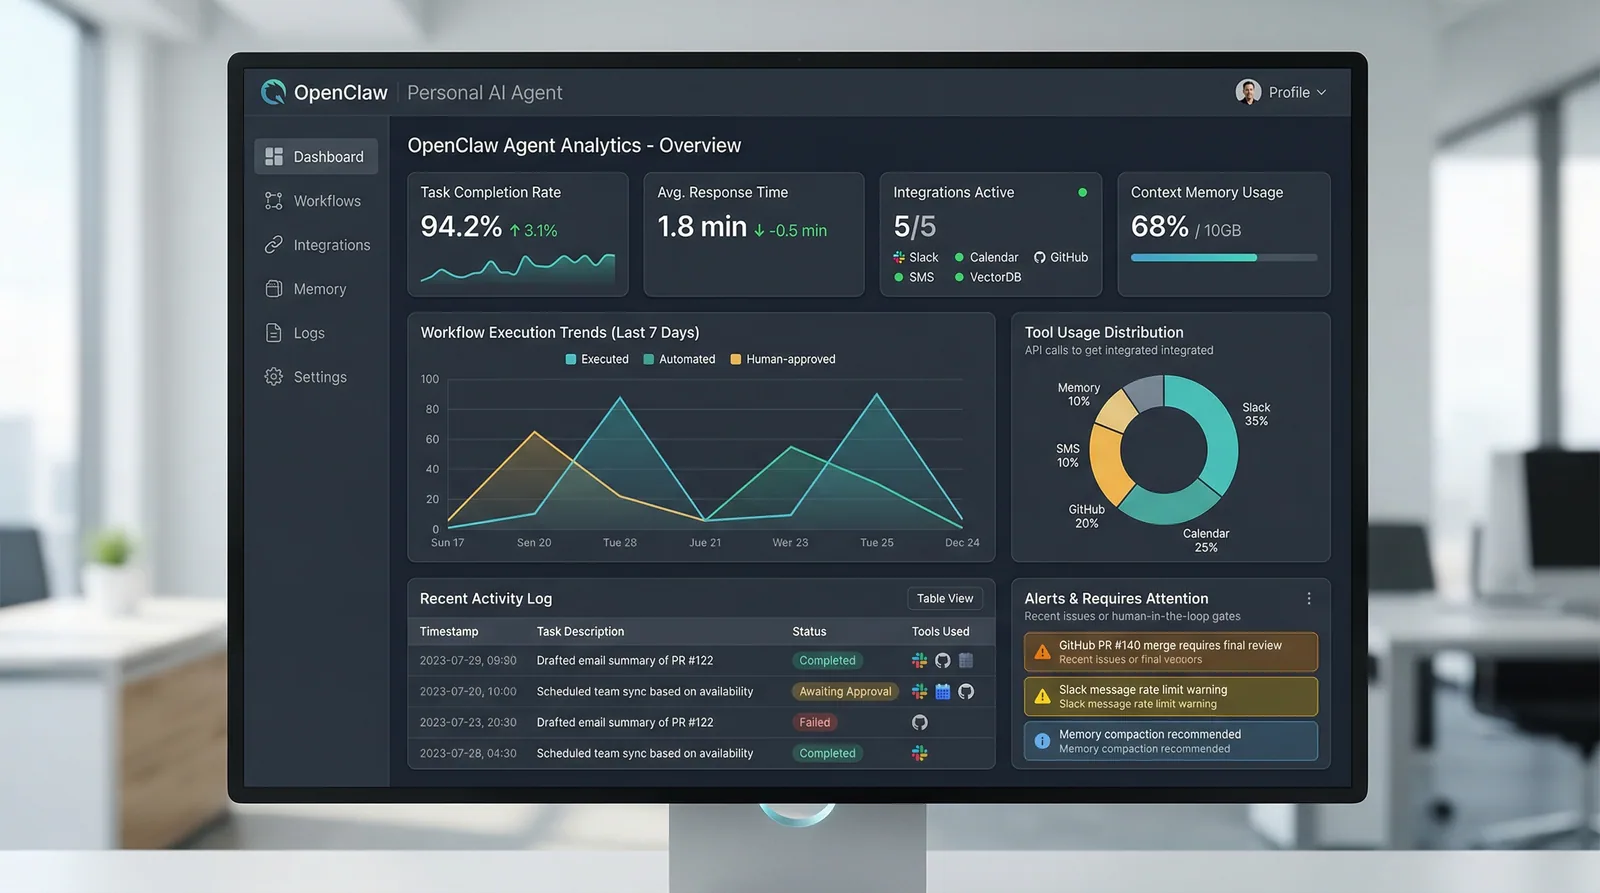 OpenClaw | Personal AI Agent
Profile
Dashboard
Workflows
Integrations
Memory
Logs
Settings
OpenClaw Agent Analytics - Overview
Task Completion Rate
94.2% ↑ 3.1%
Avg. Response Time
1.8 min ↓ -0.5 min
Integrations Active
5/5
Slack Calendar GitHub
SMS VectorDB
Context Memory Usage
68% / 10GB
Workflow Execution Trends (Last 7 Days)
Executed Automated Human-approved
100
80
60
40
20
0
Sun 17 Sen 20 Tue 28 Jue 21 Wer 23 Tue 25 Dec 24
Tool Usage Distribution
API calls to get integrated integrated
Memory
10%
Slack
35%
SMS
10%
GitHub
20%
Calendar
25%
Recent Activity Log
Table View
Timestamp Task Description Status Tools Used
2023-07-29, 09:80 Drafted email summary of PR #122 Completed
2023-07-20, 10:00 Scheduled team sync based on availability Awaiting Approval
2023-07-23, 20:30 Drafted email summary of PR #122 Failed
2023-07-28, 04:30 Scheduled team sync based on availability Completed
Alerts & Requires Attention
Recent issues or human-in-the-loop gates
GitHub PR #140 merge requires final review
Recent issues or final
Slack message rate limit warning
Slack message rate limit warning
Memory compaction recommended
Memory compaction recommended